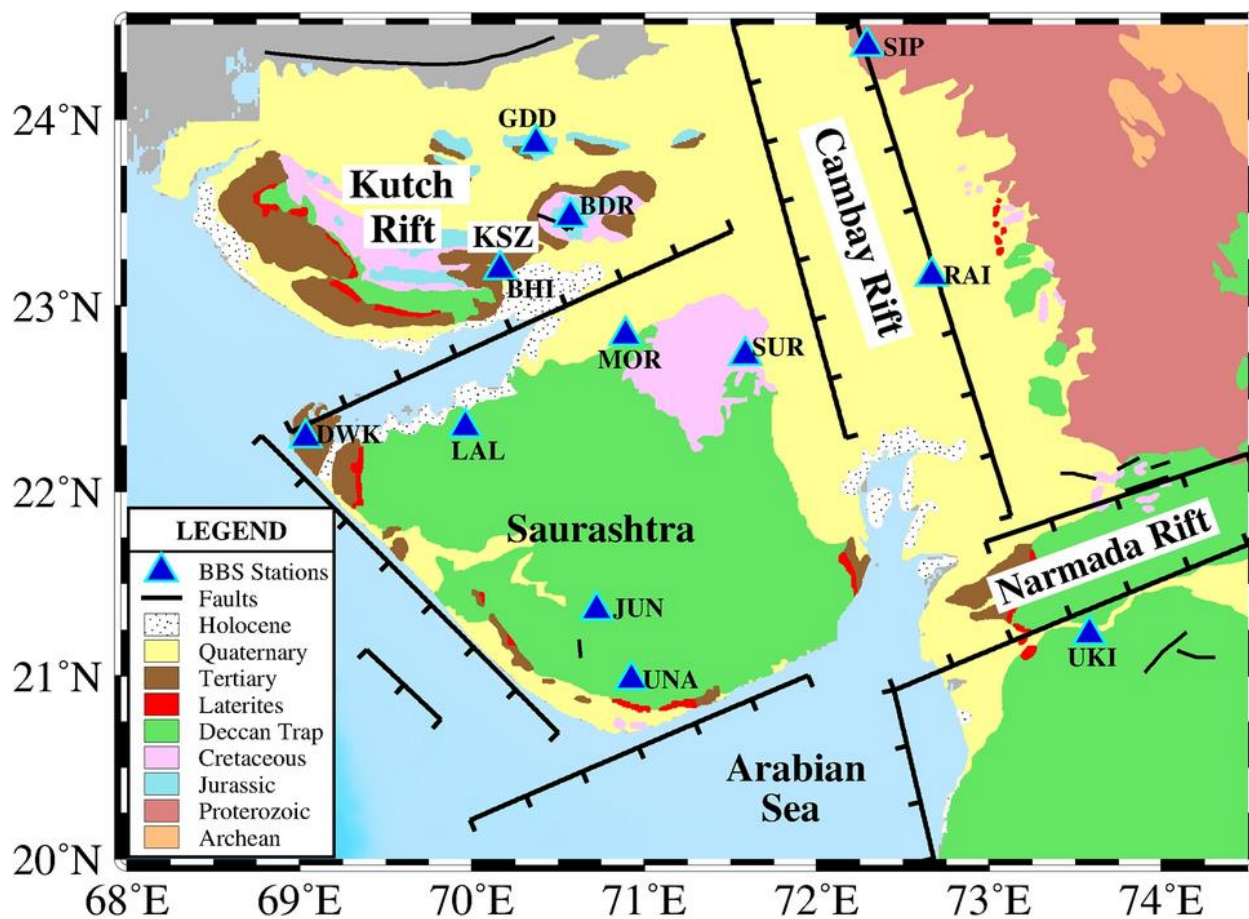 SIP
24°N
GDD
Cambay Rift
Kutch
Rift
BDR
KSZ
BHI
RAI
23°N
MOR
SUR
DWK
LAL
22°N
LEGEND
BBS Stations
Faults
Holocene
Quaternary
Tertiary
Laterites
Deccan Trap
Cretaceous
Jurassic
Proterozoic
Archean
Saurashtra
Narmada Rift
JUN
UKI
21°N
UNA
Arabian
Sea
20°N
68°E
69°E
70°E
71°E
72°E
73°E
74°E